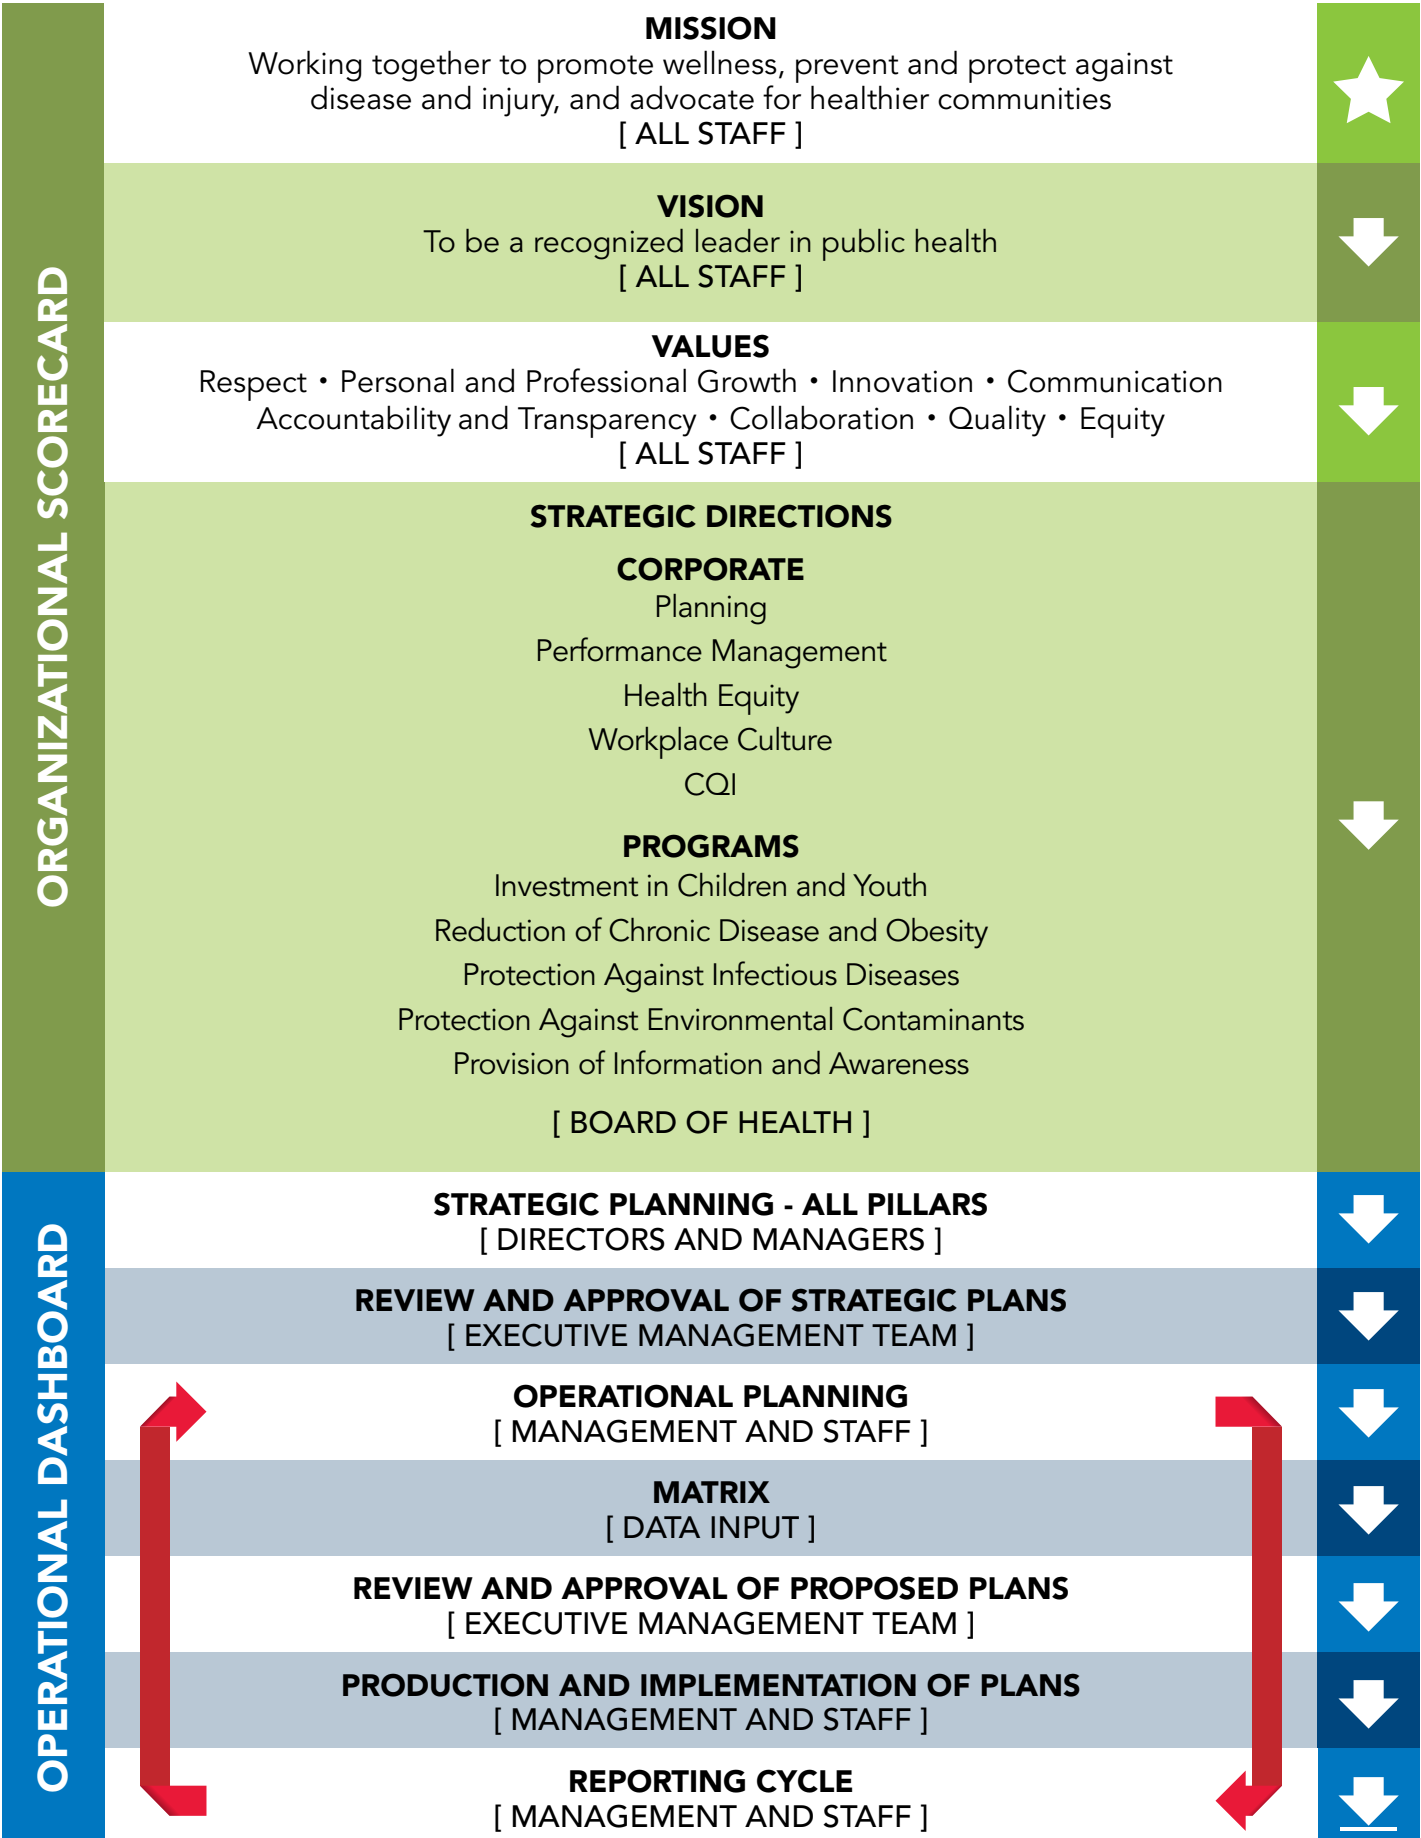 ORGANIZATIONAL SCORECARD
MISSION
Working together to promote wellness, prevent and protect against
disease and injury, and advocate for healthier communities
[ ALL STAFF ]
VISION
To be a recognized leader in public health
[ ALL STAFF ]
VALUES
Respect • Personal and Professional Growth • Innovation • Communication
Accountability and Transparency • Collaboration • Quality • Equity
[ ALL STAFF ]
STRATEGIC DIRECTIONS
CORPORATE
Planning
Performance Management
Health Equity
Workplace Culture
CQI
PROGRAMS
Investment in Children and Youth
Reduction of Chronic Disease and Obesity
Protection Against Infectious Diseases
Protection Against Environmental Contaminants
Provision of Information and Awareness
[ BOARD OF HEALTH ]
OPERATIONAL DASHBOARD
STRATEGIC PLANNING - ALL PILLARS
[ DIRECTORS AND MANAGERS ]
REVIEW AND APPROVAL OF STRATEGIC PLANS
[ EXECUTIVE MANAGEMENT TEAM ]
OPERATIONAL PLANNING
[ MANAGEMENT AND STAFF ]
MATRIX
[ DATA INPUT ]
REVIEW AND APPROVAL OF PROPOSED PLANS
[ EXECUTIVE MANAGEMENT TEAM ]
PRODUCTION AND IMPLEMENTATION OF PLANS
[ MANAGEMENT AND STAFF ]
REPORTING CYCLE
[ MANAGEMENT AND STAFF ]